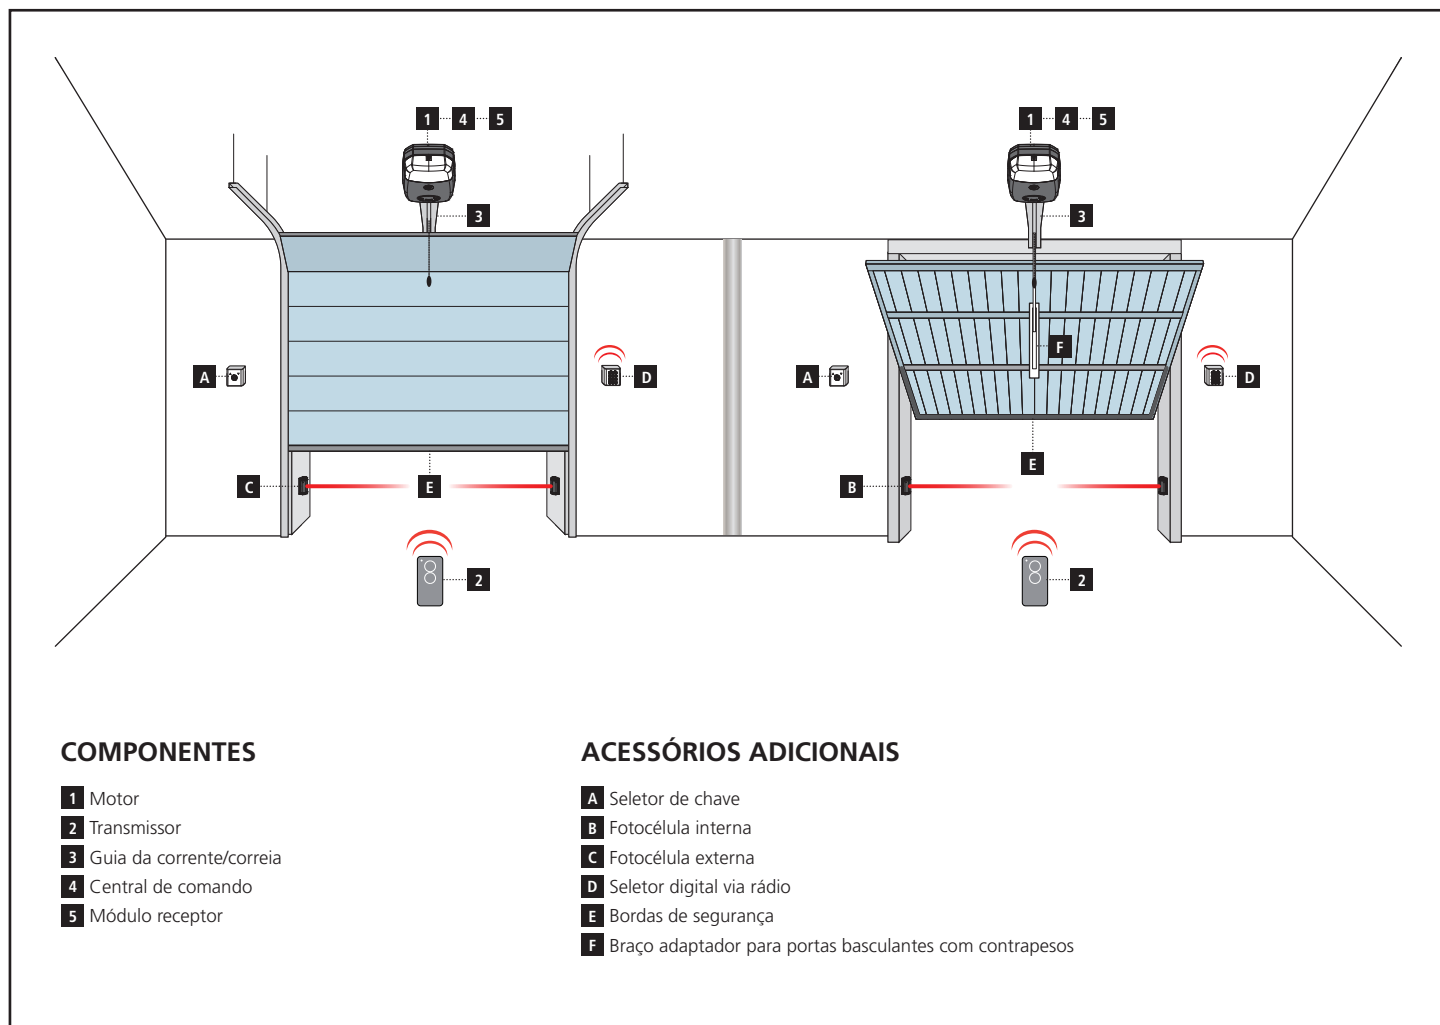 1 4 5
1 4 5
3
3
A
D
A
F
D
C
E
B
E
2
2
COMPONENTES
1 Motor
2 Transmissor
3 Guia da corrente/correia
4 Central de comando
5 Módulo receptor
ACESSÓRIOS ADICIONAIS
A Seletor de chave
B Fotocélula interna
C Fotocélula externa
D Seletor digital via rádio
E Bordas de segurança
F Braço adaptador para portas basculantes com contrapesos